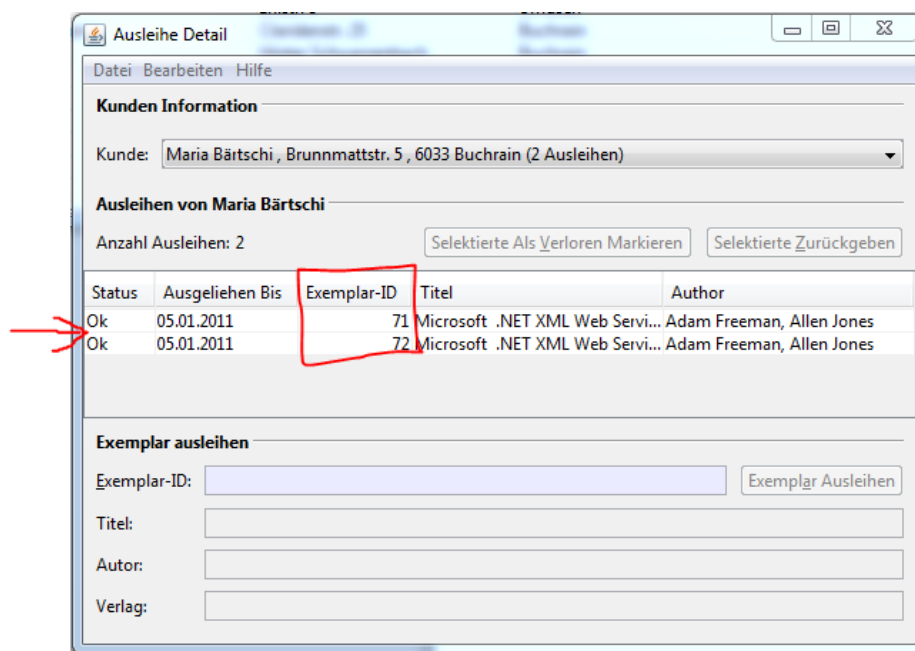 Ausleihe Detail
Datei Bearbeiten Hilfe
Kunden Information
Kunde: Maria Bärtschi , Brunnmattstr. 5 , 6033 Buchrain (2 Ausleihen)
Ausleihen von Maria Bärtschi
Anzahl Ausleihen: 2 Selektierte Als Verloren Markieren Selektierte Zurückgeben
Status Ausgeliehen Bis Exemplar-ID Titel Author
Ok 05.01.2011 71 Microsoft .NET XML Web Servi... Adam Freeman, Allen Jones
Ok 05.01.2011 72 Microsoft .NET XML Web Servi... Adam Freeman, Allen Jones
Exemplar ausleihen
Exemplar-ID: Exemplar Ausleihen
Titel:
Autor:
Verlag: